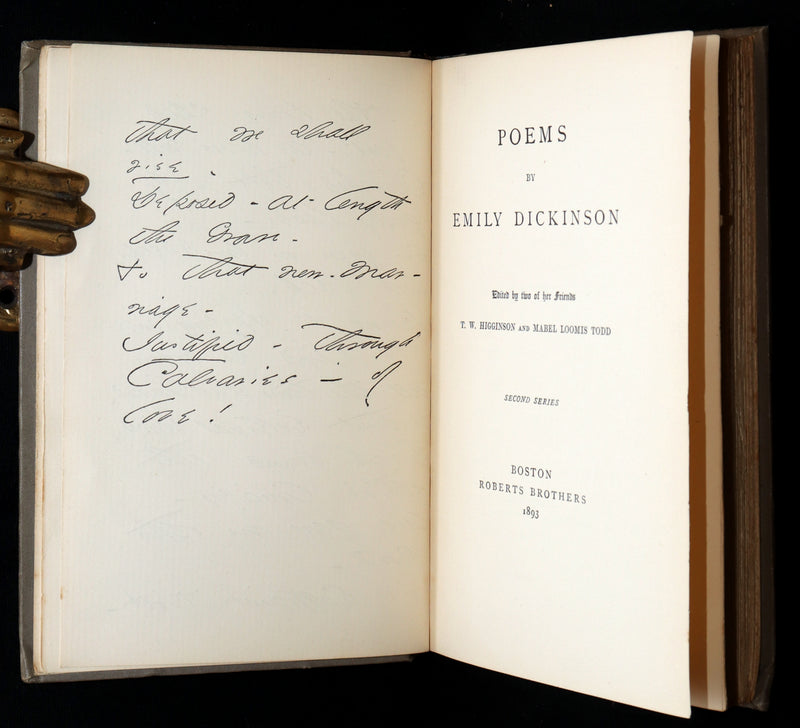 that we shall
rise -
Deposed - at length
the Grave -
To that new - Mar-
riage -
Justified - through
Calvaries - of
Love!
POEMS
BY
EMILY DICKINSON
Edited by two of her Friends
T. W. HIGGINSON AND MABEL LOOMIS TODD
SECOND SERIES
BOSTON
ROBERTS BROTHERS
1893